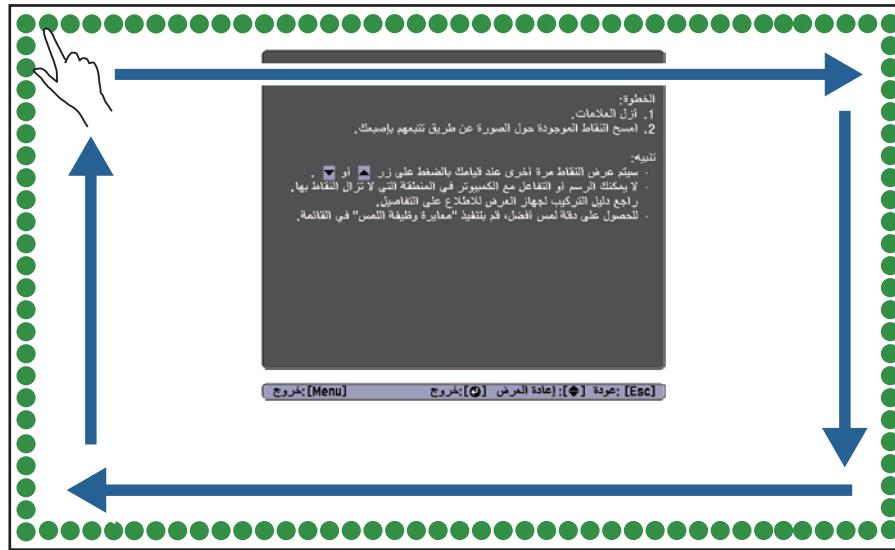 الخطوة:
1. أزل العلامات.
2. امسح النقاط الموجودة حول الصورة عن طريق تتبعهم بإصبعك.
تنبيه:
· سيتم عرض النقاط مرة أخرى عند قيامك بالضغط على زر ▲ أو ▼ .
· لا يمكنك الرسم أو التفاعل مع الكمبيوتر في المنطقة التي لا تزال النقاط بها.
راجع دليل التركيب لجهاز العرض للاطلاع على التفاصيل.
· للحصول على دقة لمس أفضل، قم بتنفيذ "معايرة وظيفة اللمس" في القائمة.
[Esc] :عودة [◆]: إعادة العرض [⏎]:خروج [Menu]:خروج